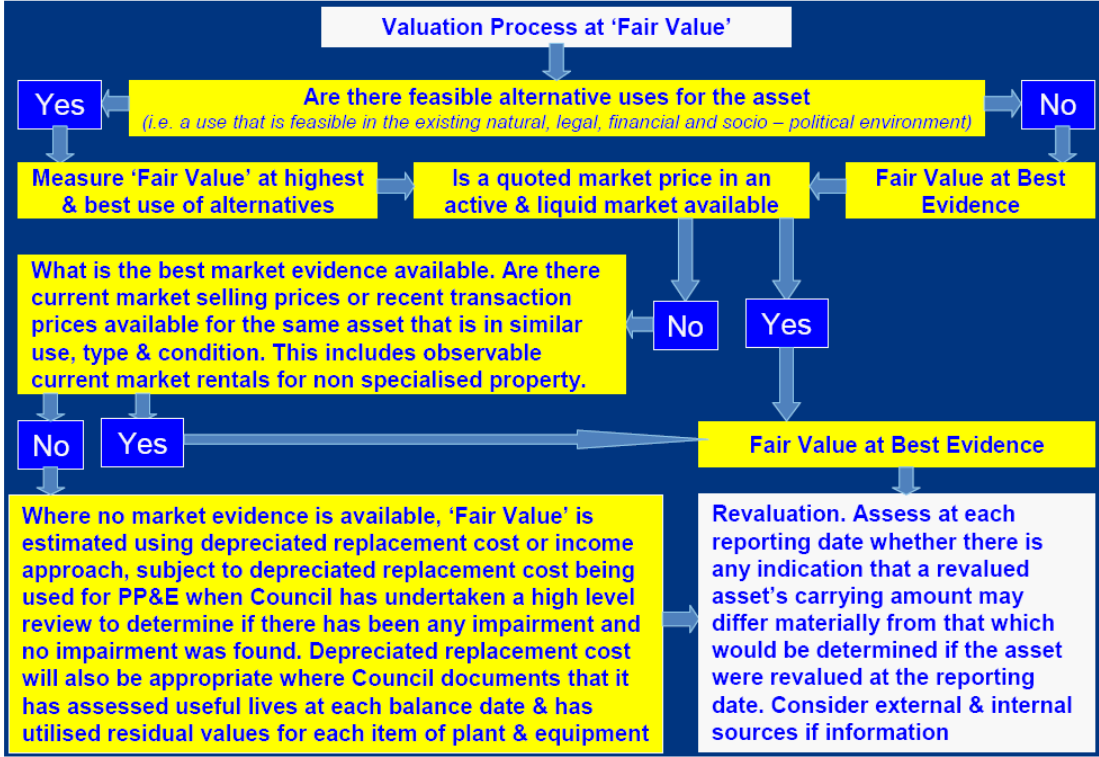 Valuation Process at ‘Fair Value’
Yes
Are there feasible alternative uses for the asset
(i.e. a use that is feasible in the existing natural, legal, financial and socio – political environment)
No
Measure ‘Fair Value’ at highest
& best use of alternatives
Is a quoted market price in an
active & liquid market available
Fair Value at Best
Evidence
What is the best market evidence available. Are there
current market selling prices or recent transaction
prices available for the same asset that is in similar
use, type & condition. This includes observable
current market rentals for non specialised property.
No
Yes
No
Yes
Fair Value at Best Evidence
Where no market evidence is available, ‘Fair Value’ is
estimated using depreciated replacement cost or income
approach, subject to depreciated replacement cost being
used for PP&E when Council has undertaken a high level
review to determine if there has been any impairment and
no impairment was found. Depreciated replacement cost
will also be appropriate where Council documents that it
has assessed useful lives at each balance date & has
utilised residual values for each item of plant & equipment
Revaluation. Assess at each
reporting date whether there is
any indication that a revalued
asset’s carrying amount may
differ materially from that which
would be determined if the asset
were revalued at the reporting
date. Consider external & internal
sources if information